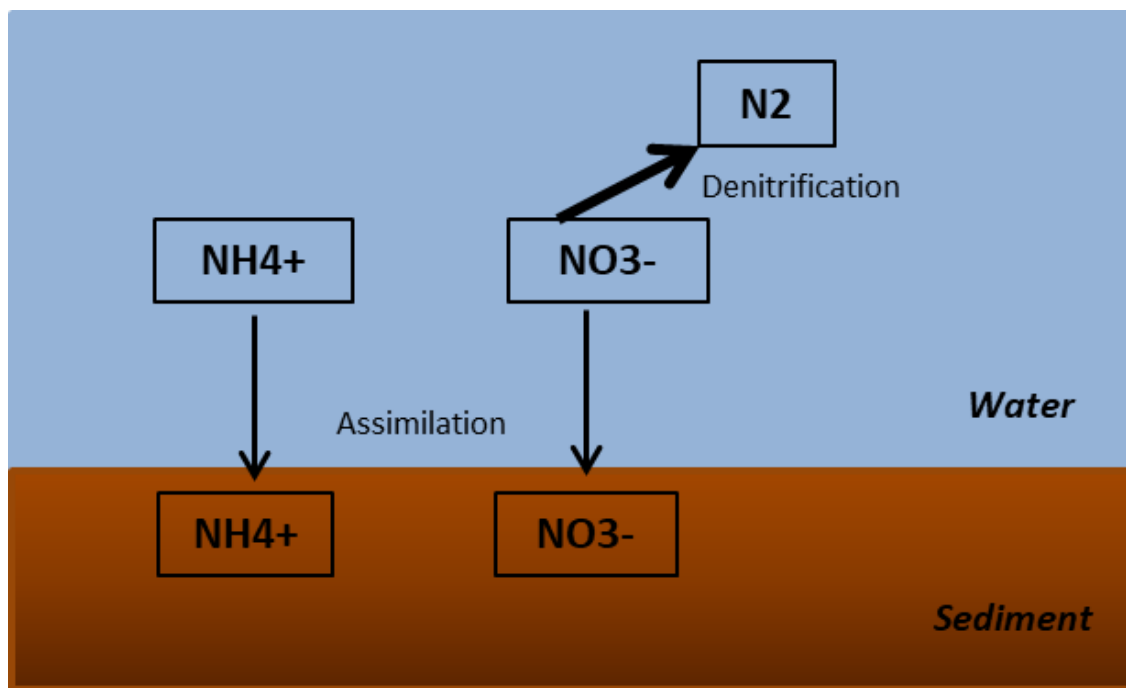 N2
Denitrification
NH4+
NO3-
Water
Assimilation
NH4+
NO3-
Sediment